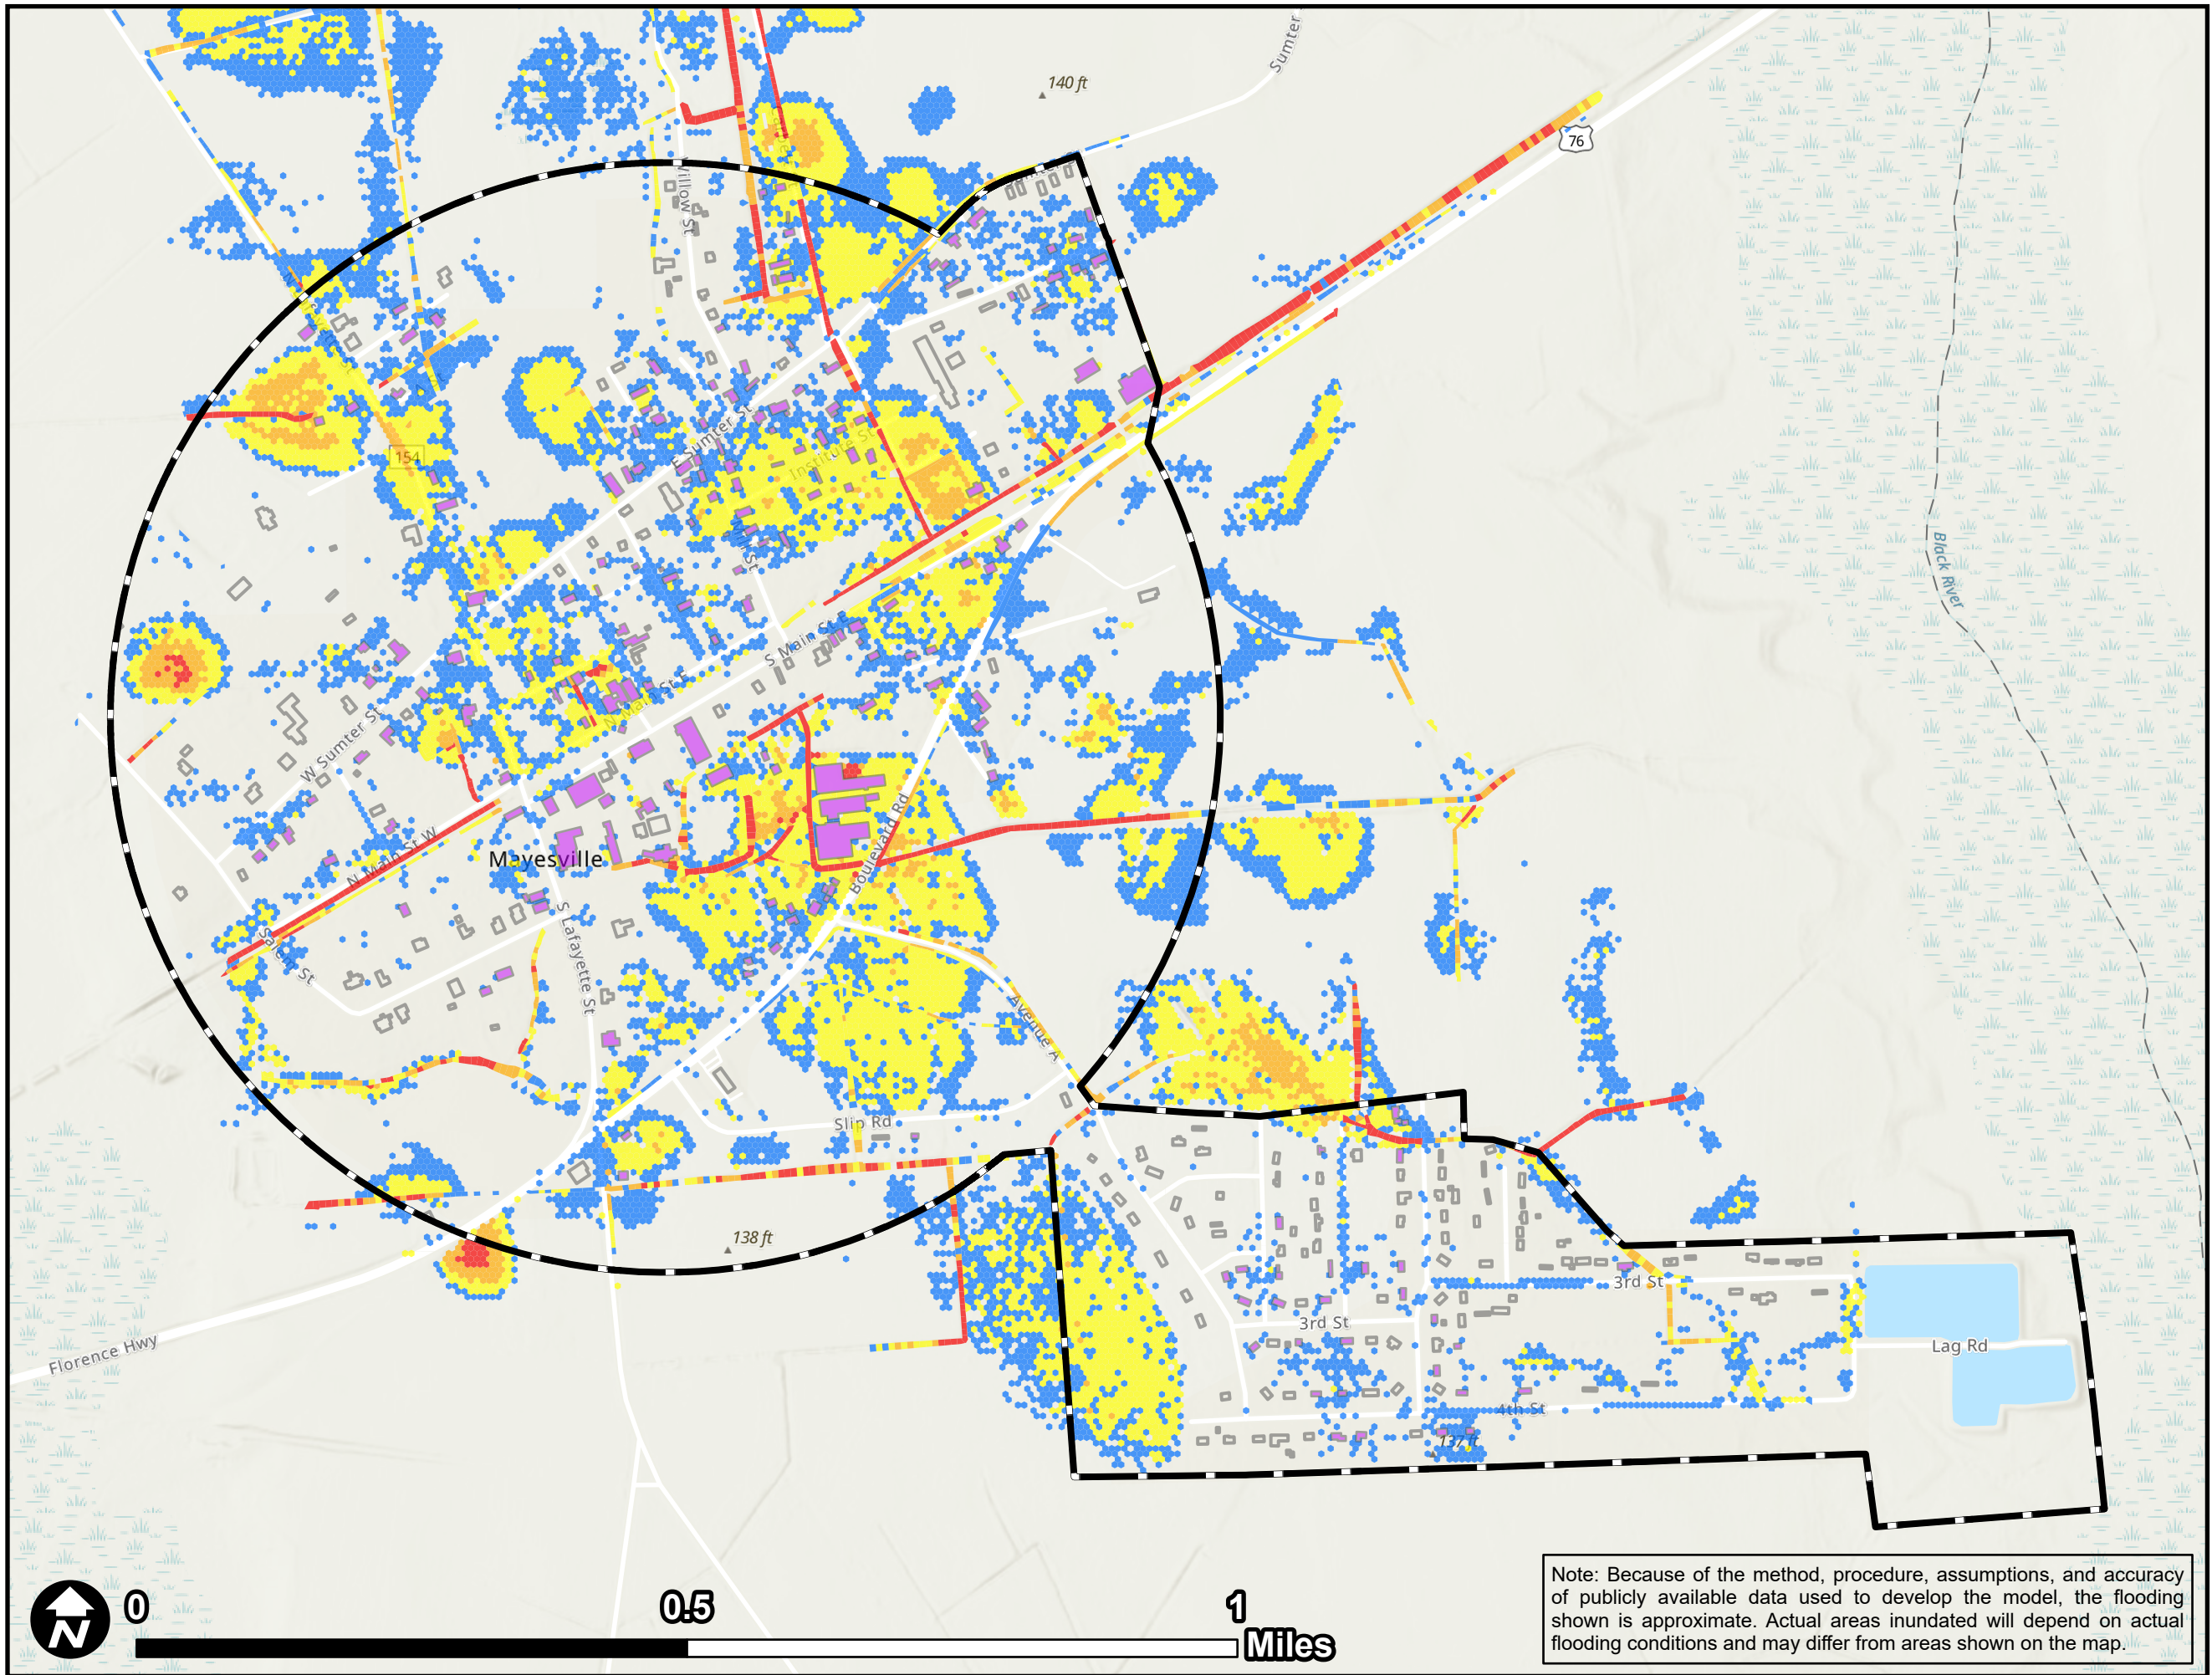 Sumter
140 ft
76
Willow St
154
E Sumter St
Institute St
Mill St
Black River
S Main St E
N Main St E
W Sumter St
N Main St W
Mayesville
Boulevard Rd
Salem St
S Lafayette St
Avenue A
Slip Rd
138 ft
3rd St
3rd St
Lag Rd
Florence Hwy
4th St
137 ft
0
0.5
1
Miles
N
Note: Because of the method, procedure, assumptions, and accuracy
of publicly available data used to develop the model, the flooding
shown is approximate. Actual areas inundated will depend on actual
flooding conditions and may differ from areas shown on the map.